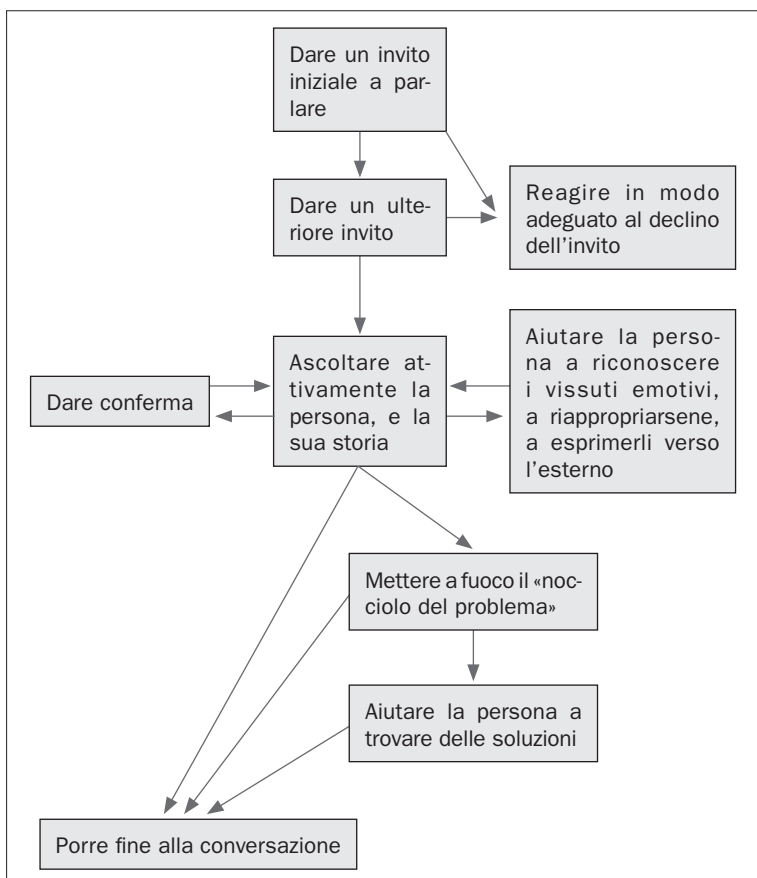 Dare un invito
iniziale a par-
lare
Dare un ulte-
riore invito
Reagire in modo
adeguato al declino
dell'invito
Dare conferma
Ascoltare at-
tivamente la
persona, e la
sua storia
Aiutare la perso-
na a riconoscere
i vissuti emotivi,
a riappropriarsene,
a esprimerli verso
l'esterno
Mettere a fuoco il «noc-
ciolo del problema»
Aiutare la persona a
trovare delle soluzioni
Porre fine alla conversazione